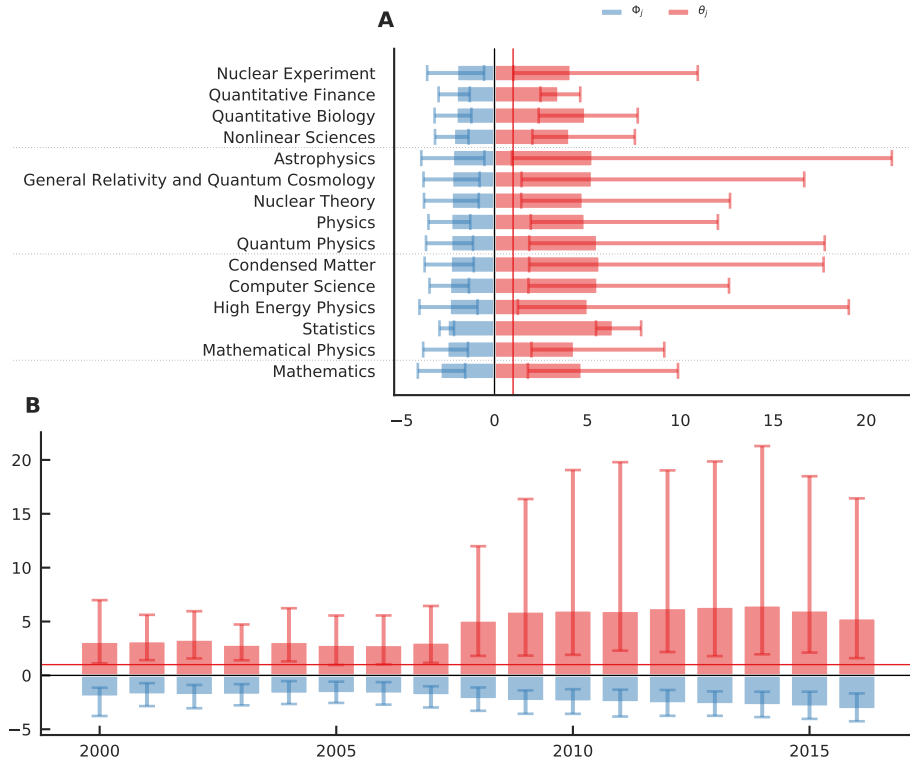 A
Φj θj
Nuclear Experiment
Quantitative Finance
Quantitative Biology
Nonlinear Sciences
Astrophysics
General Relativity and Quantum Cosmology
Nuclear Theory
Physics
Quantum Physics
Condensed Matter
Computer Science
High Energy Physics
Statistics
Mathematical Physics
Mathematics
−5 0 5 10 15 20
B
20
15
10
5
0
−5
2000 2005 2010 2015